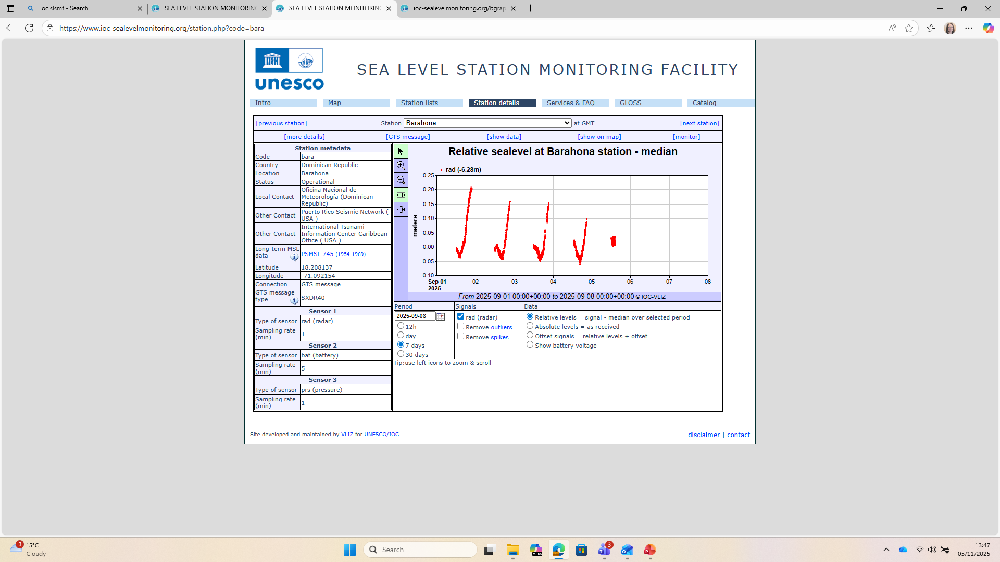 ioc slsmf - Search
SEA LEVEL STATION MONITORING
SEA LEVEL STATION MONITORING
ioc-sealevelmonitoring.org/bgrap
https://www.ioc-sealevelmonitoring.org/station.php?code=bara
unesco
SEA LEVEL STATION MONITORING FACILITY
Intro Map Station lists Station details Services & FAQ GLOSS Catalog
[previous station] Station Barahona at GMT [next station]
[more details] [GTS message] [show data] [show on map] [monitor]
Station metadata
Code bara
Country Dominican Republic
Location Barahona
Status Operational
Local Contact Oficina Nacional de
Meteorología (Dominican
Republic)
Other Contact Puerto Rico Seismic Network (
USA )
Other Contact International Tsunami
Information Center Caribbean
Office ( USA )
Long-term MSL
data i PSMSL 745 (1954-1969)
Latitude 18.208137
Longitude -71.092154
Connection GTS message
GTS message
type i SXDR40
Sensor 1
Type of sensor rad (radar)
Sampling rate
(min) 1
Sensor 2
Type of sensor bat (battery)
Sampling rate
(min) 5
Sensor 3
Type of sensor prs (pressure)
Sampling rate
(min) 1
Relative sealevel at Barahona station - median
rad (-6.28m)
meters
0.25
0.20
0.15
0.10
0.05
0.00
-0.05
-0.10
Sep 01 02 03 04 05 06 07 08
2025
From 2025-09-01 00:00+00:00 to 2025-09-08 00:00+00:00 © IOC-VLIZ
Period Signals Data
2025-09-08
12h
day
7 days
30 days
rad (radar)
Remove outliers
Remove spikes
Relative levels = signal - median over selected period
Absolute levels = as received
Offset signals = relative levels + offset
Show battery voltage
Tip:use left icons to zoom & scroll
Site developed and maintained by VLIZ for UNESCO/IOC
disclaimer | contact
3
15°C
Cloudy
Search
M365
3
13:47
05/11/2025